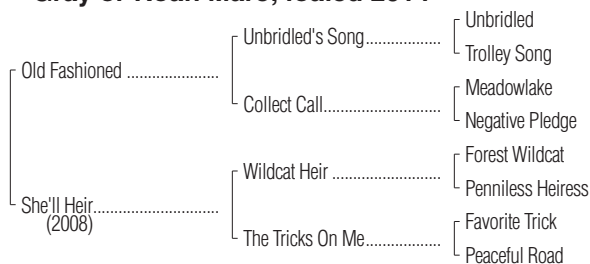 Gray or Roan Mare; foaled
Unbridled
Unbridled's Song
Trolley Song
Old Fashioned
Meadowlake
Collect Call
Negative Pledge
Forest Wildcat
Wildcat Heir
Penniless Heiress
She'll Heir
(2008)
Favorite Trick
The Tricks On Me
Peaceful Road